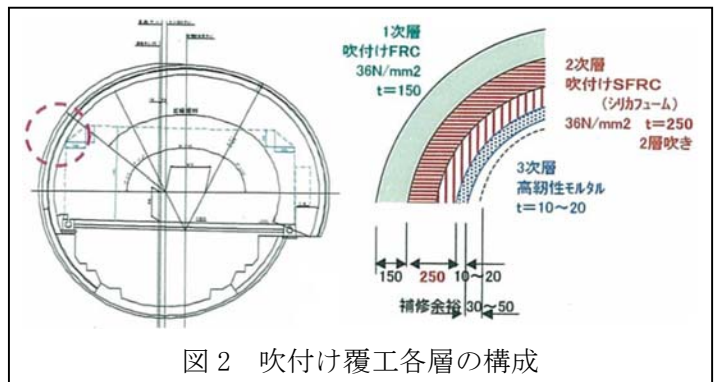 1次層
吹付けFRC
36N/mm2
t=150
2次層
吹付けSFRC
(シリカフューム)
36N/mm2 t=250
2層吹き
3次層
高靭性モルタル
t=10~20
150 250 10~20
補修余裕 30~50
図2 吹付け覆工各層の構成